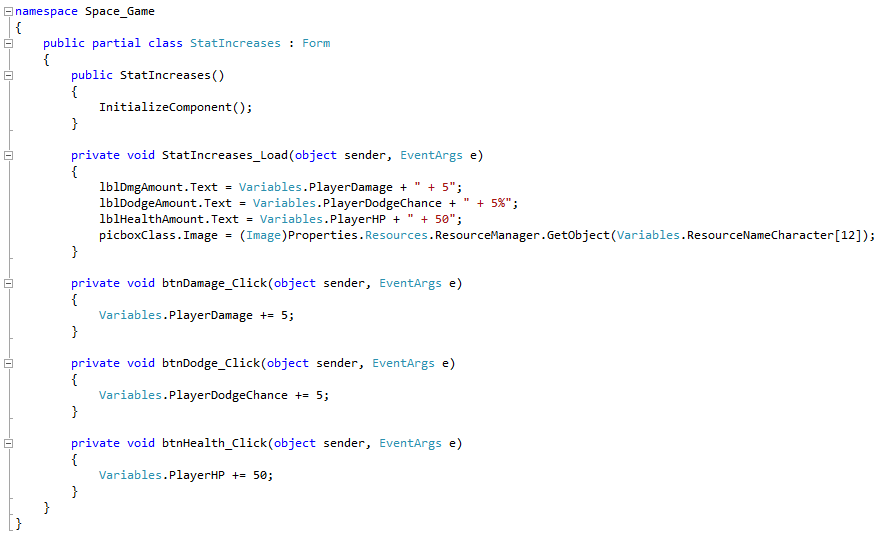 namespace Space_Game
{
    public partial class StatIncreases : Form
    {
        public StatIncreases()
        {
            InitializeComponent();
        }

        private void StatIncreases_Load(object sender, EventArgs e)
        {
            lblDmgAmount.Text = Variables.PlayerDamage + " + 5";
            lblDodgeAmount.Text = Variables.PlayerDodgeChance + " + 5%";
            lblHealthAmount.Text = Variables.PlayerHP + " + 50";
            picboxClass.Image = (Image)Properties.Resources.ResourceManager.GetObject(Variables.ResourceNameCharacter[12]);
        }

        private void btnDamage_Click(object sender, EventArgs e)
        {
            Variables.PlayerDamage += 5;
        }

        private void btnDodge_Click(object sender, EventArgs e)
        {
            Variables.PlayerDodgeChance += 5;
        }

        private void btnHealth_Click(object sender, EventArgs e)
        {
            Variables.PlayerHP += 50;
        }
    }
}